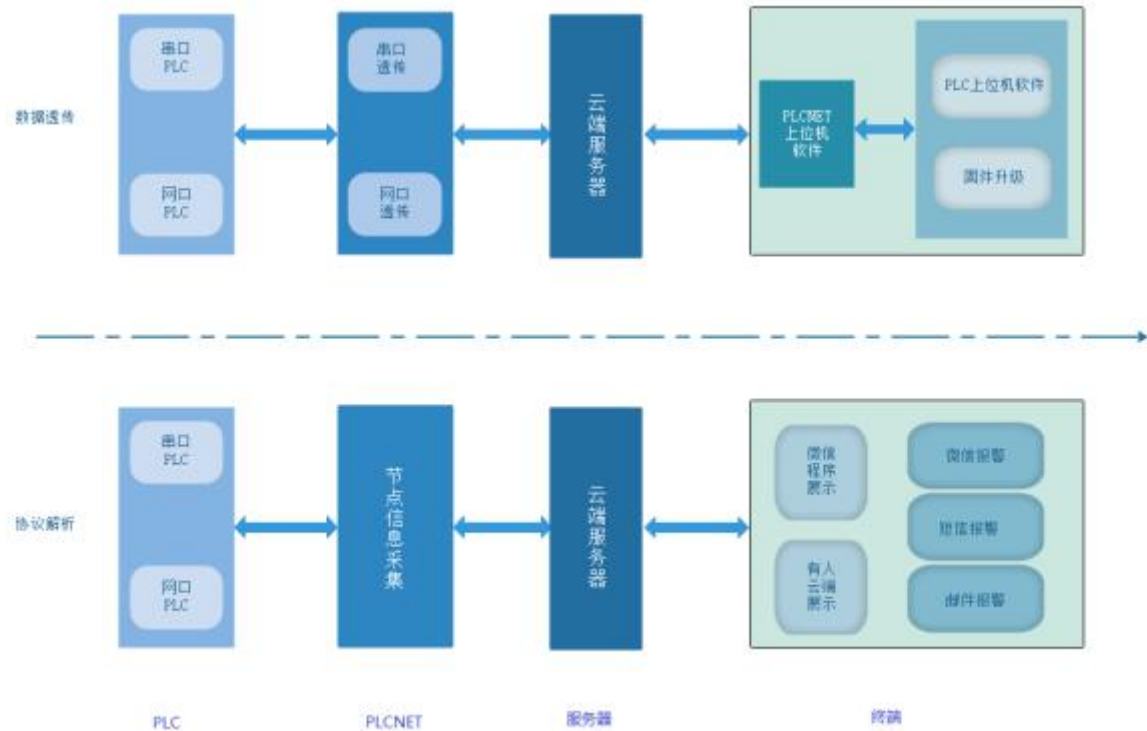 串口
PLC
串口
透传
数据透传
网口
PLC
网口
透传
云端服务器
PLCNET
上位机
软件
PLC上位机软件
固件升级
串口
PLC
协议解析
网口
PLC
节点信息采集
云端服务器
微信
程序
展示
有人
云端
展示
微信报警
短信报警
邮件报警
PLC
PLCNET
服务器
终端